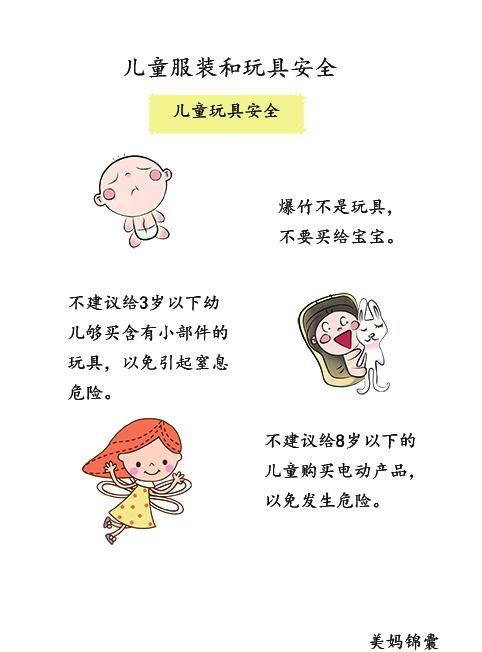 儿童服装和玩具安全
儿童玩具安全
爆竹不是玩具，
不要买给宝宝。
不建议给3岁以下幼
儿够买含有小部件的
玩具，以免引起窒息
危险。
不建议给8岁以下的
儿童购买电动产品，
以免发生危险。
美妈锦囊